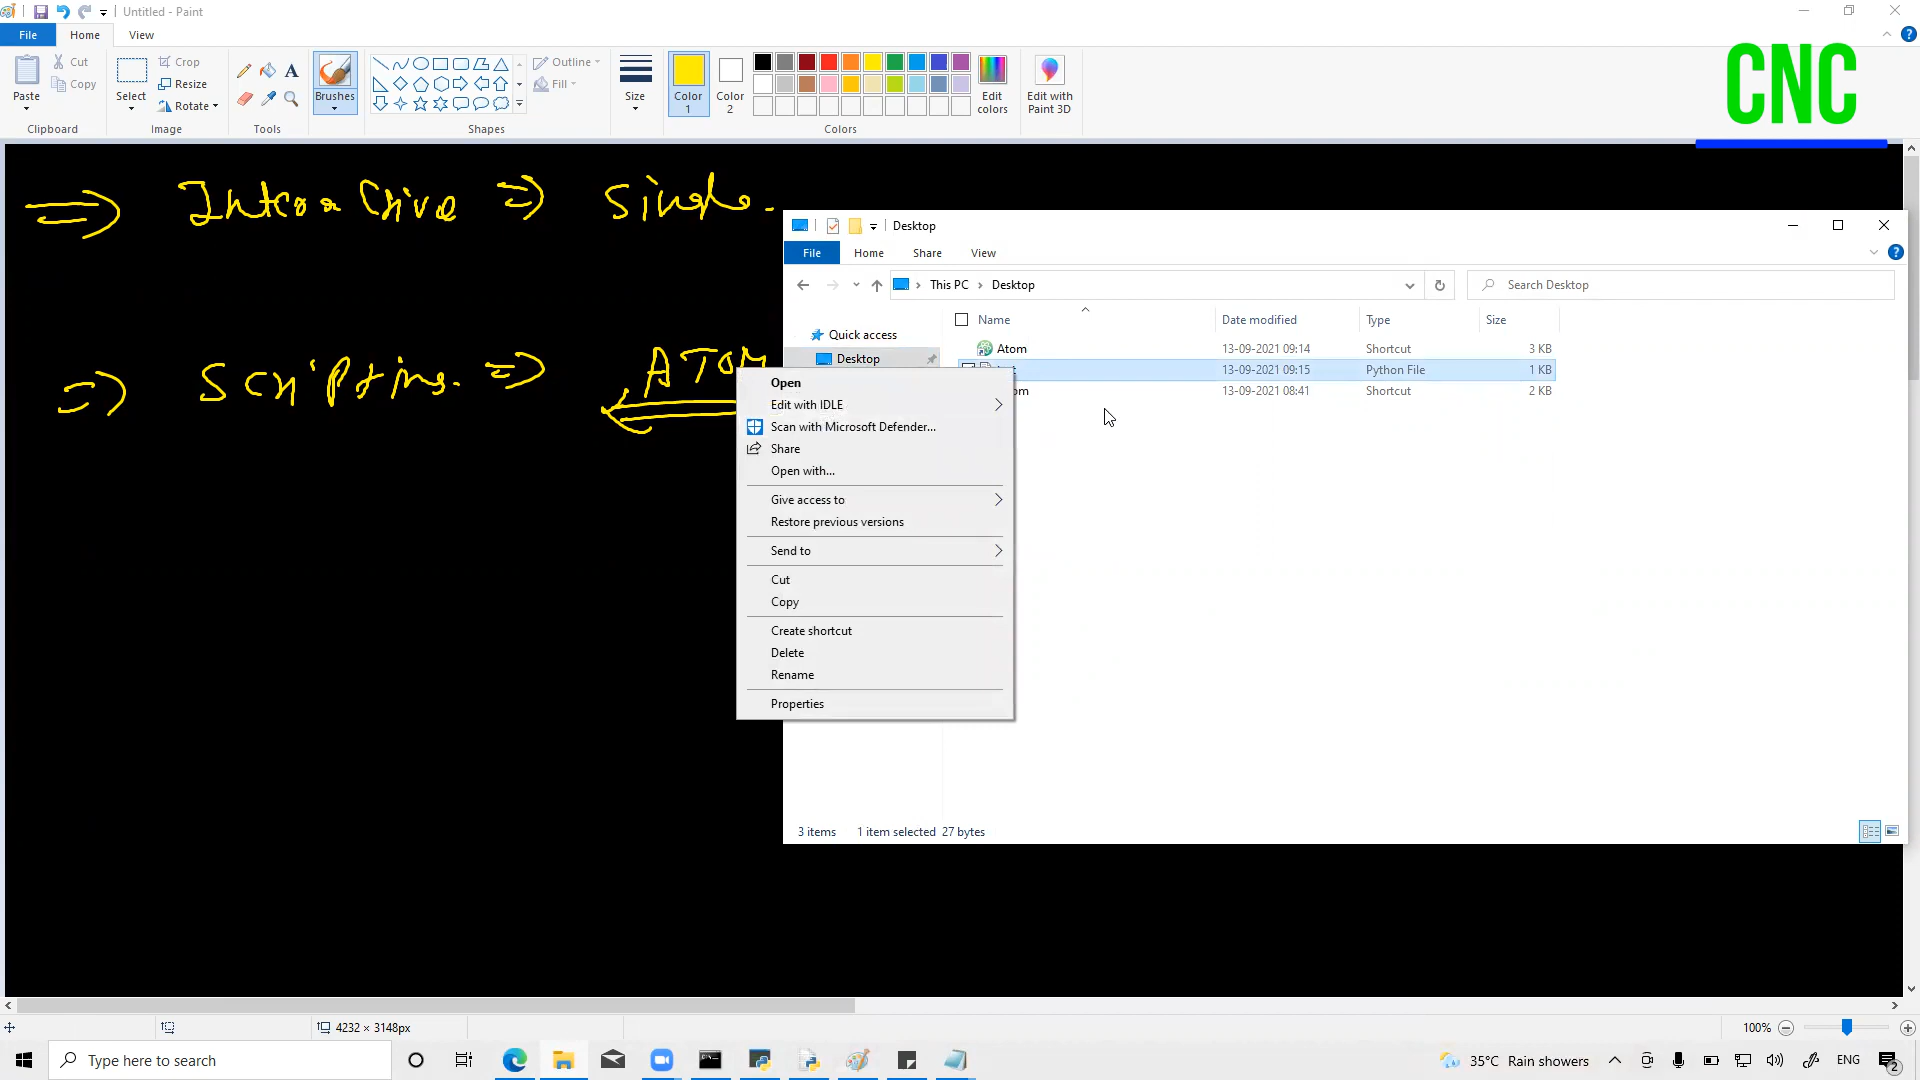 Untitled - Paint
File
Home
View
Paste
Cut
Copy
Clipboard
Select
Crop
Resize
Rotate
Image
Tools
Brushes
Outline
Fill
Shapes
Size
Color 1
Color 2
Edit colors
Edit with Paint 3D
Colors
CNC
Single.
ATOM
Desktop
File
Home
Share
View
This PC
Desktop
Search Desktop
Name
Date modified
Type
Size
Quick access
Desktop
Atom
13-09-2021 09:14
Shortcut
3 KB
13-09-2021 09:15
Python File
1 KB
13-09-2021 08:41
Shortcut
2 KB
Open
Edit with IDLE
Scan with Microsoft Defender...
Share
Open with...
Give access to
Restore previous versions
Send to
Cut
Copy
Create shortcut
Delete
Rename
Properties
3 items
1 item selected 27 bytes
4232 × 3148px
100%
Type here to search
35°C Rain showers
ENG
2